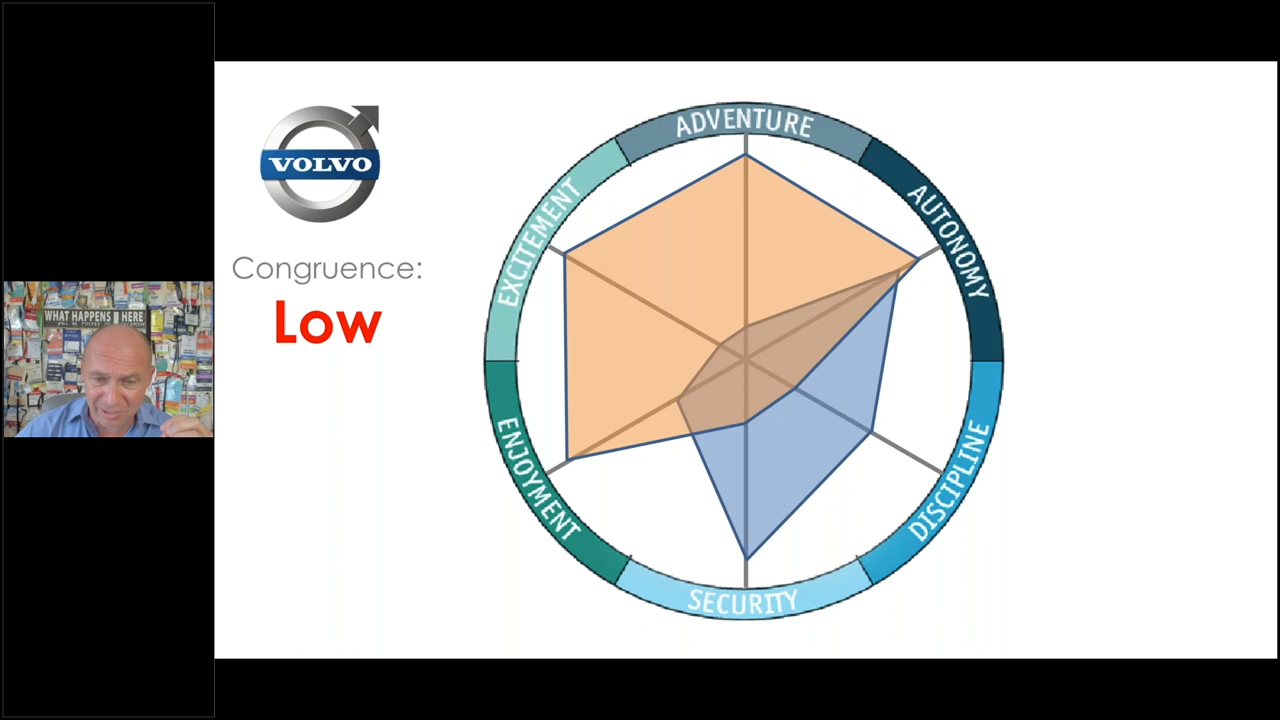 VOLVO
Congruence:
Low
ADVENTURE
AUTONOMY
DISCIPLINE
SECURITY
ENJOYMENT
EXCITEMENT
WHAT HAPPENS HERE